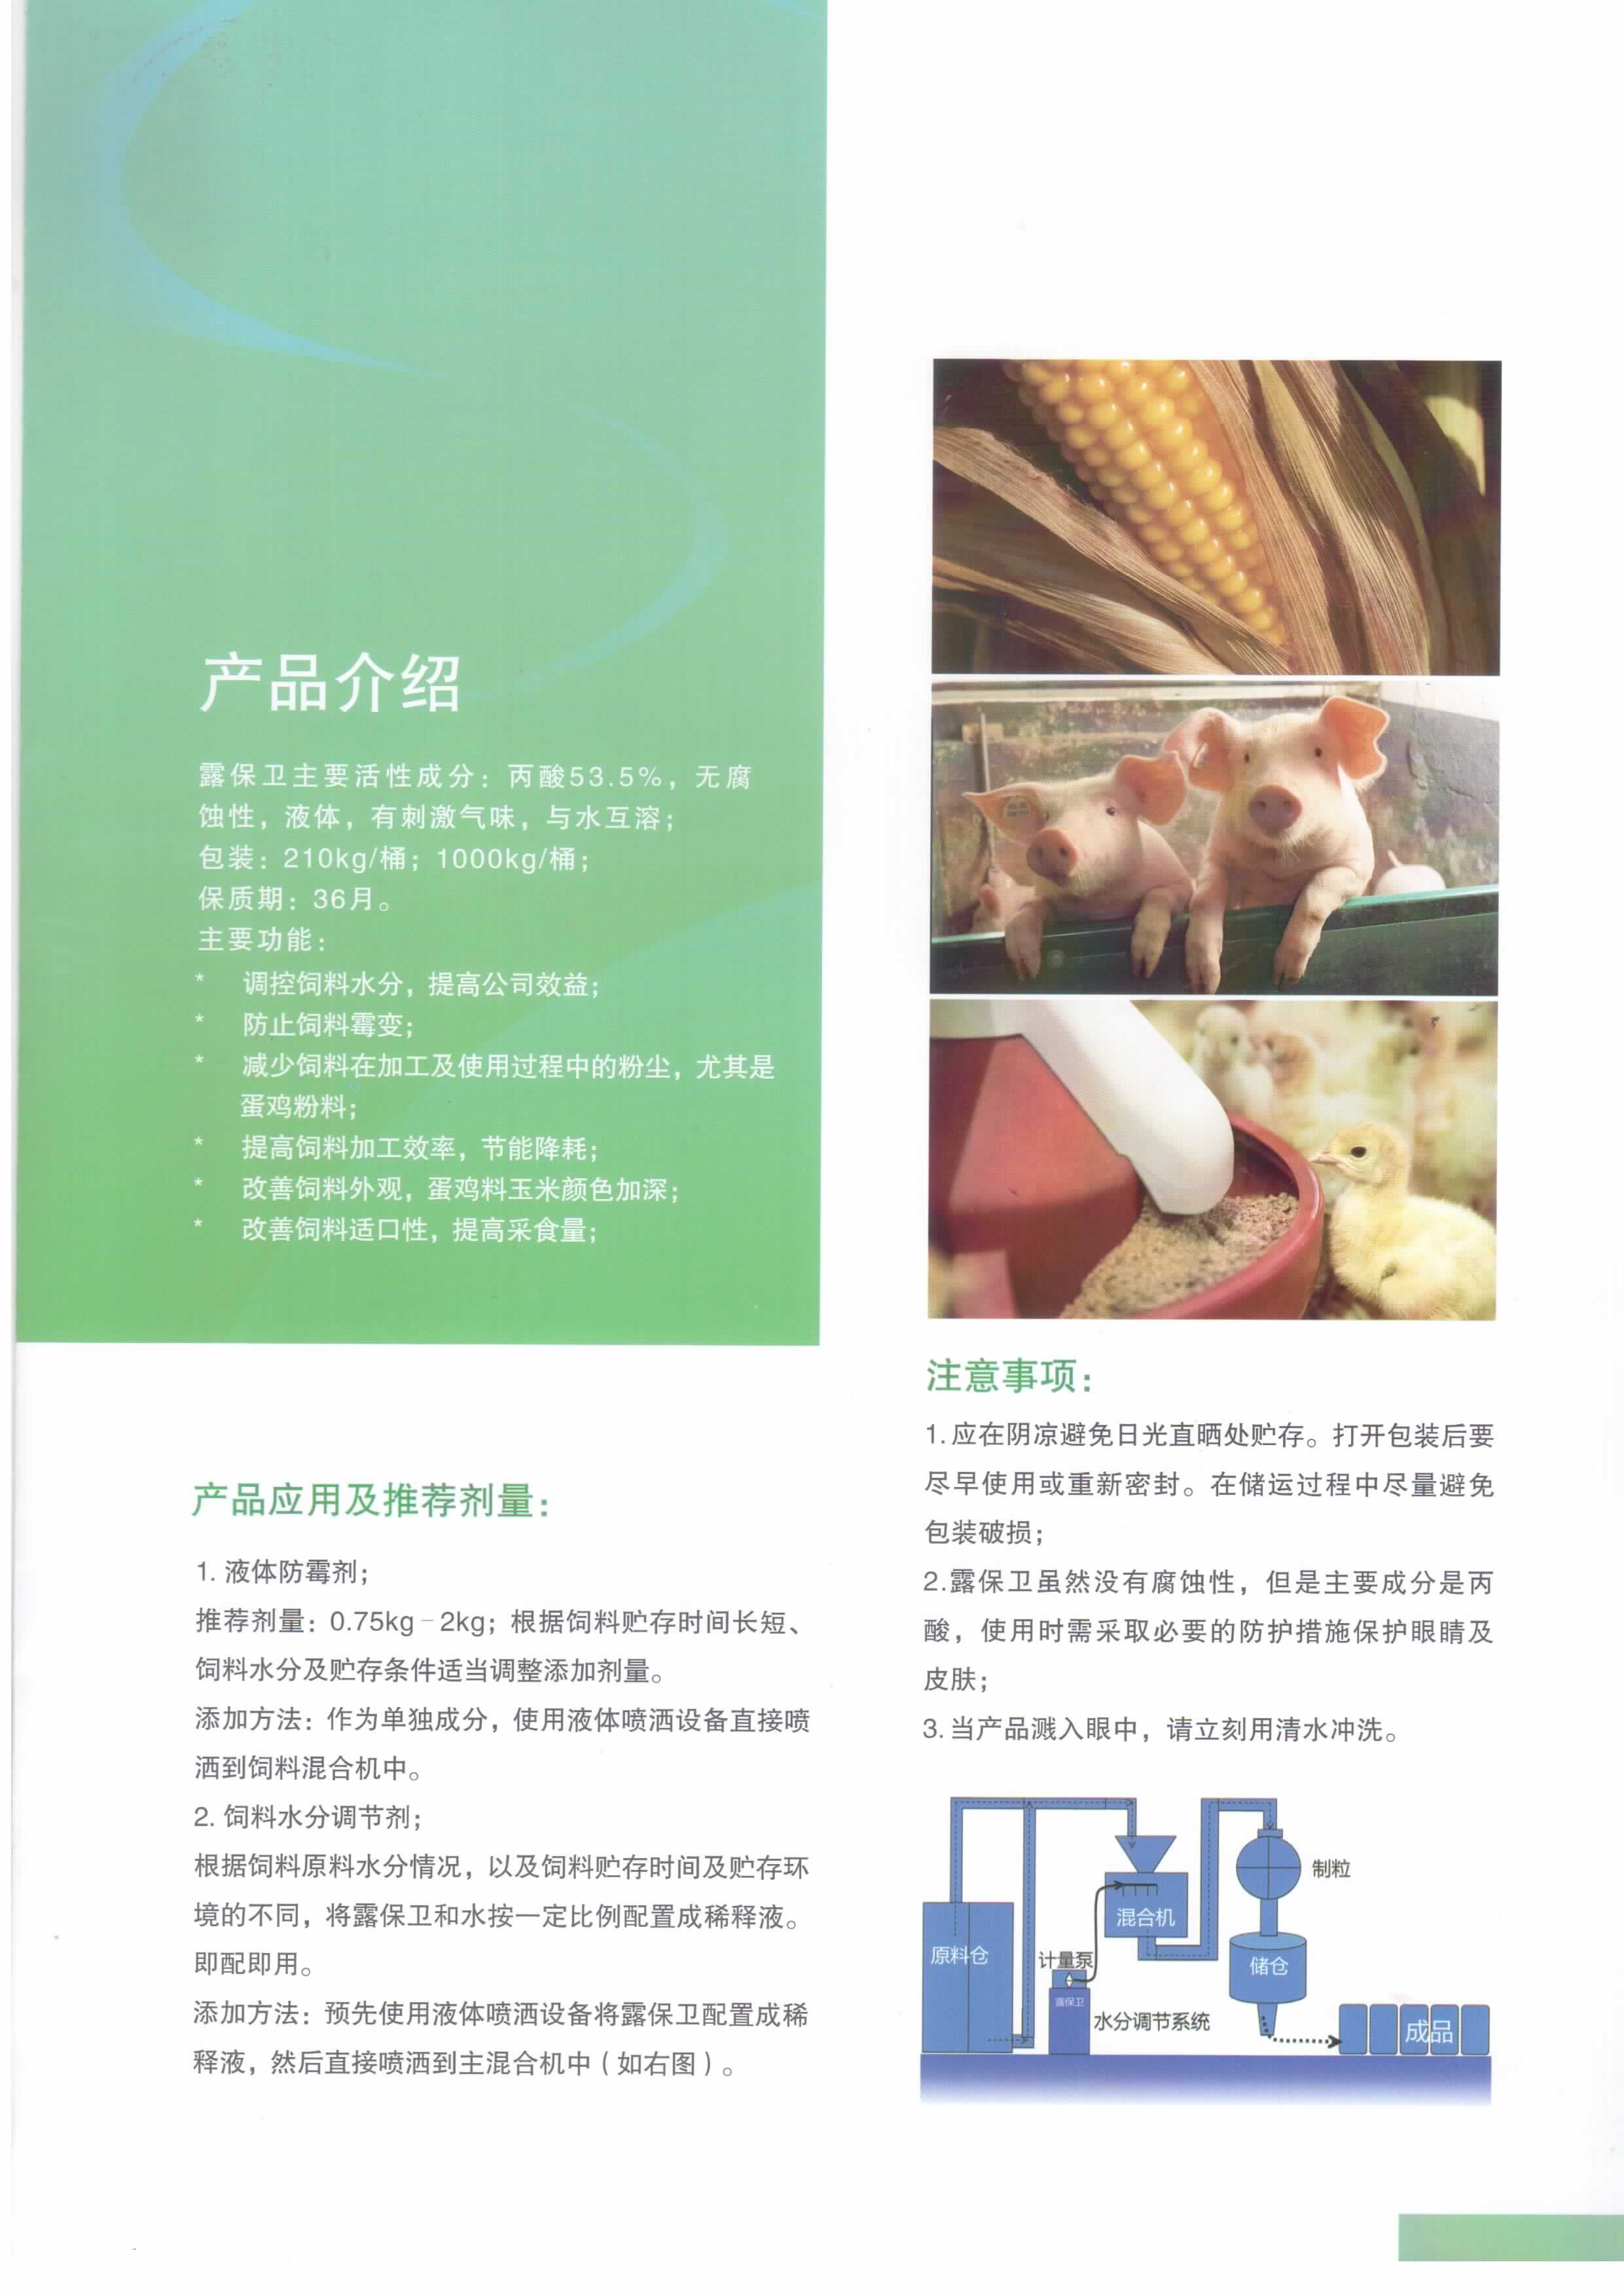 产品介绍
露保卫主要活性成分：丙酸53.5%，无腐
蚀性，液体，有刺激气味，与水互溶；
包装：210kg/桶；1000kg/桶；
保质期：36月。
主要功能：
* 调控饲料水分，提高公司效益；
* 防止饲料霉变；
* 减少饲料在加工及使用过程中的粉尘，尤其是
蛋鸡粉料；
* 提高饲料加工效率，节能降耗；
* 改善饲料外观，蛋鸡料玉米颜色加深；
* 改善饲料适口性，提高采食量；
产品应用及推荐剂量：
1. 液体防霉剂；
推荐剂量：0.75kg–2kg；根据饲料贮存时间长短、
饲料水分及贮存条件适当调整添加剂量。
添加方法：作为单独成分，使用液体喷洒设备直接喷
洒到饲料混合机中。
2. 饲料水分调节剂；
根据饲料原料水分情况，以及饲料贮存时间及贮存环
境的不同，将露保卫和水按一定比例配置成稀释液。
即配即用。
添加方法：预先使用液体喷洒设备将露保卫配置成稀
释液，然后直接喷洒到主混合机中（如右图）。
注意事项：
1. 应在阴凉避免日光直晒处贮存。打开包装后要
尽早使用或重新密封。在储运过程中尽量避免
包装破损；
2.露保卫虽然没有腐蚀性，但是主要成分是丙
酸，使用时需采取必要的防护措施保护眼睛及
皮肤；
3. 当产品溅入眼中，请立刻用清水冲洗。
制粒
混合机
原料仓
计量泵
储仓
露保卫
水分调节系统
成品